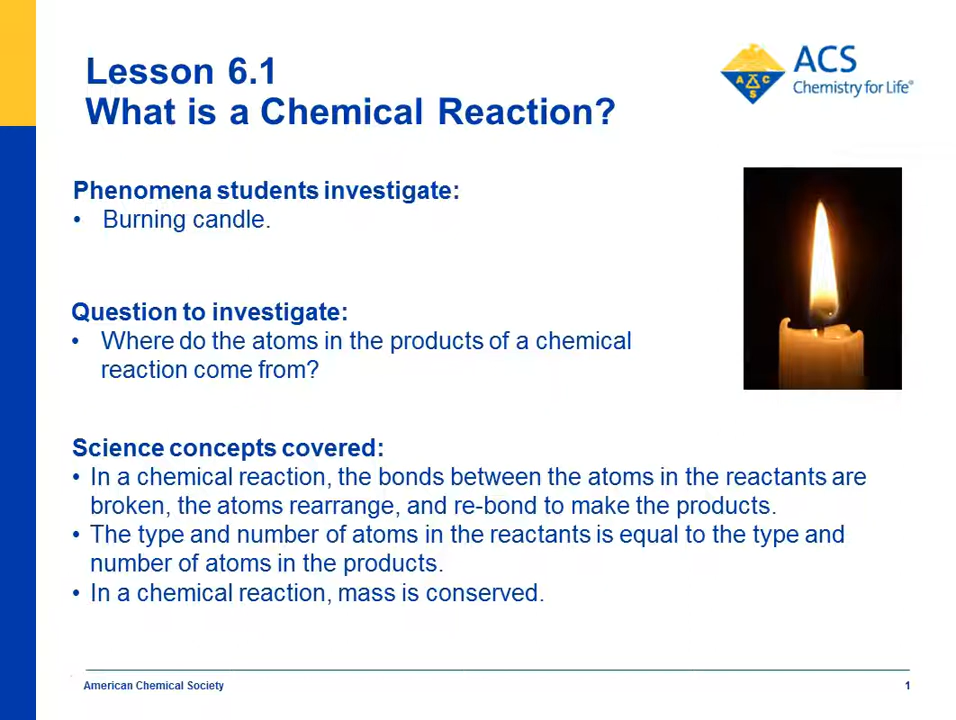 Lesson 6.1
What is a Chemical Reaction?
ACS
Chemistry for Life®
A C S
Phenomena students investigate:
• Burning candle.
Question to investigate:
• Where do the atoms in the products of a chemical
reaction come from?
Science concepts covered:
• In a chemical reaction, the bonds between the atoms in the reactants are
broken, the atoms rearrange, and re-bond to make the products.
• The type and number of atoms in the reactants is equal to the type and
number of atoms in the products.
• In a chemical reaction, mass is conserved.
American Chemical Society
1